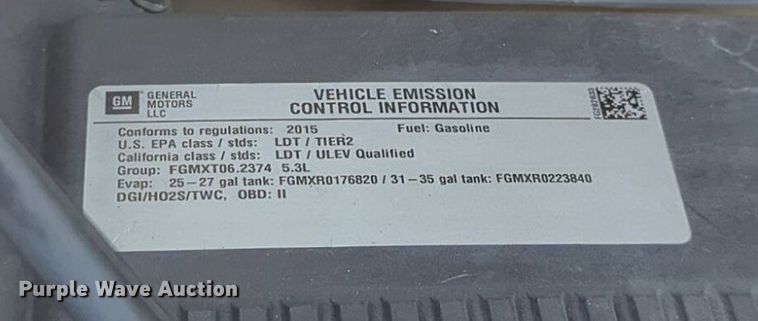 GM GENERAL MOTORS LLC
VEHICLE EMISSION
CONTROL INFORMATION
Conforms to regulations: 2015 Fuel: Gasoline
U.S. EPA class / stds: LDT / TIER2
California class / stds: LDT / ULEV Qualified
Group: FGMXT06.2374 5.3L
Evap: 25-27 gal tank: FGMXR0176820 / 31-35 gal tank: FGMXR0223840
DGI/HO2S/TWC, OBD: II
Purple Wave Auction